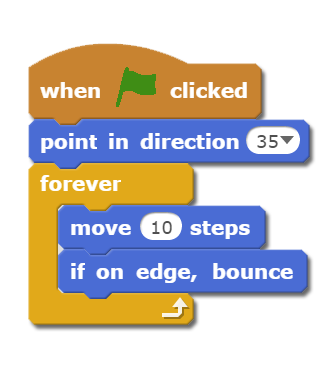 when clicked
point in direction 35
forever
move 10 steps
if on edge, bounce